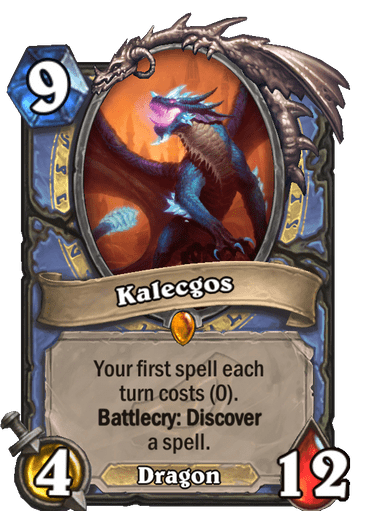 9
Kalecgos
Your first spell each
turn costs (0).
Battlecry: Discover
a spell.
4
Dragon
12